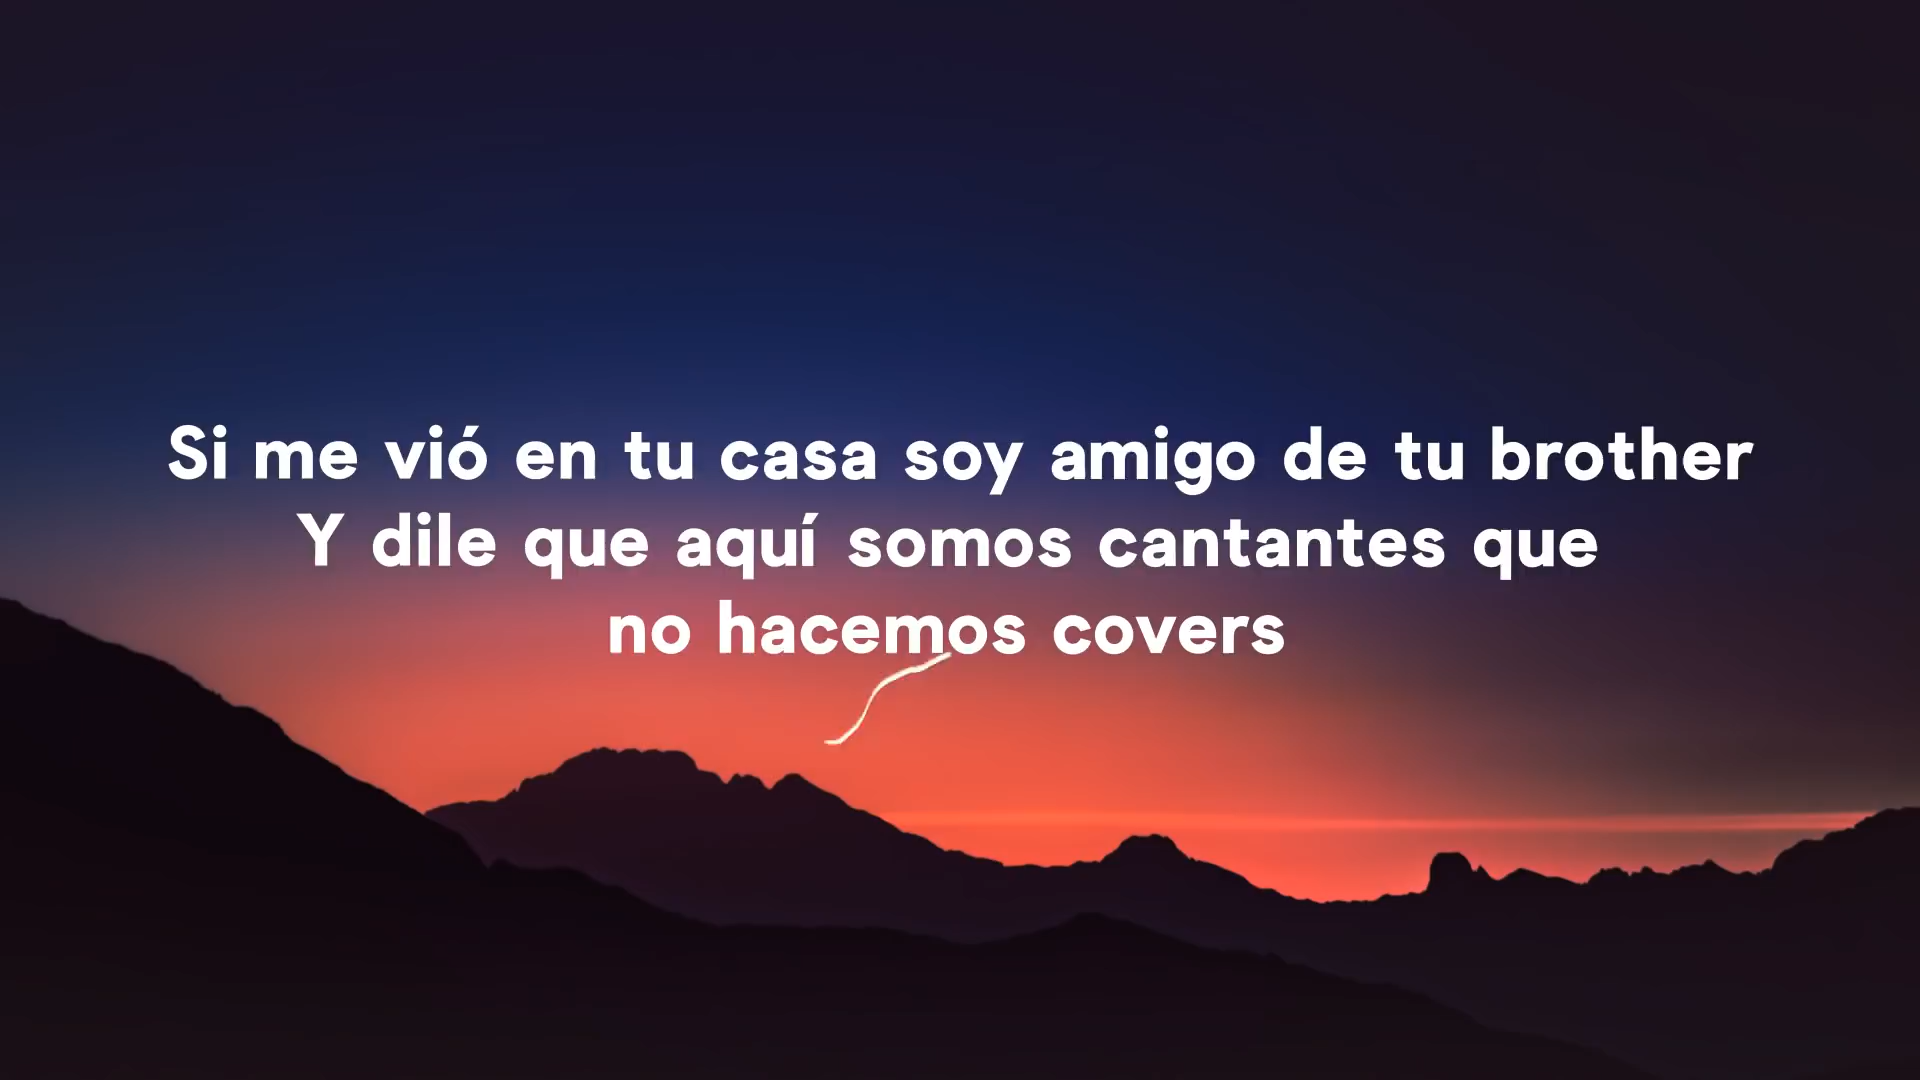 Si me vió en tu casa soy amigo de tu brother
Y dile que aquí somos cantantes que
no hacemos covers